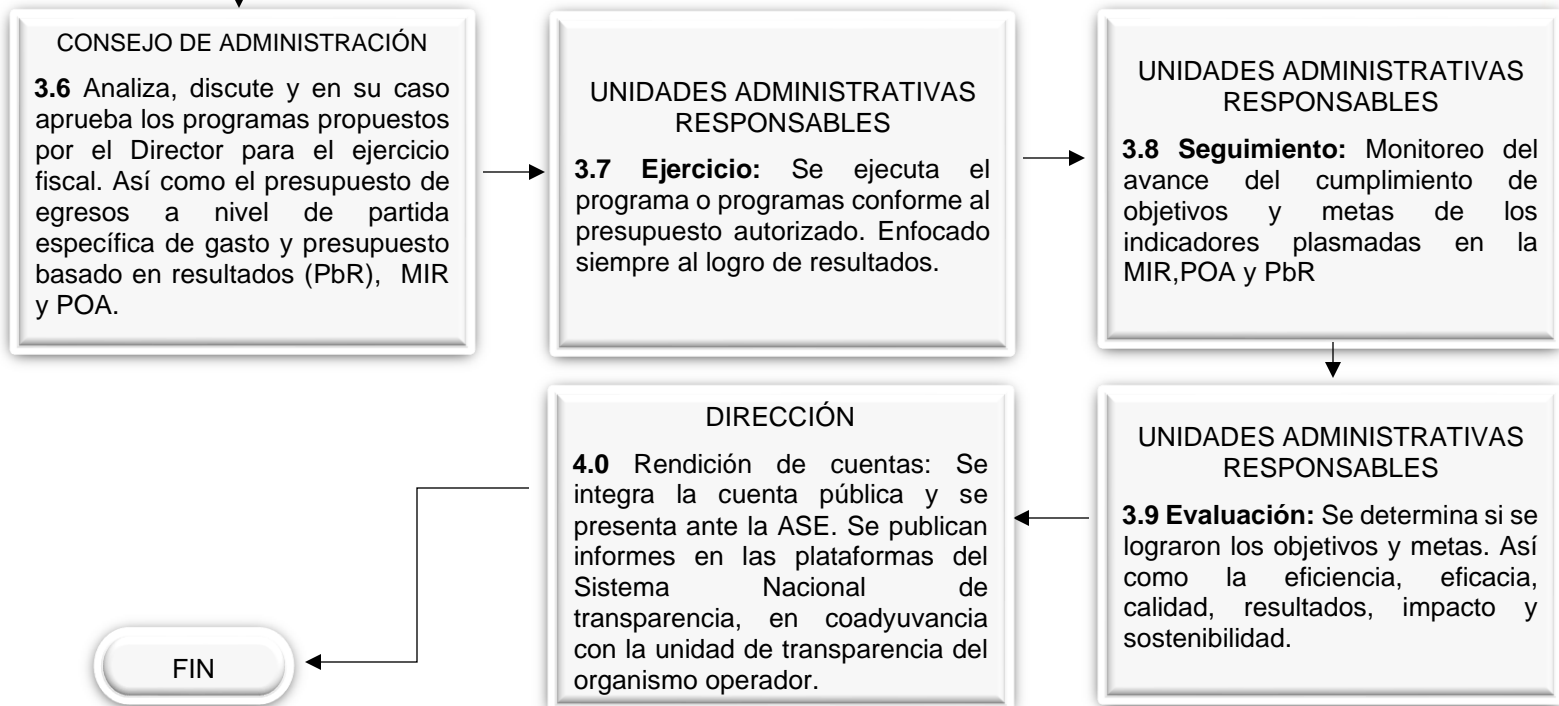 CONSEJO DE ADMINISTRACIÓN
3.6 Analiza, discute y en su caso
aprueba los programas propuestos
por el Director para el ejercicio
fiscal. Así como el presupuesto de
egresos a nivel de partida
específica de gasto y presupuesto
basado en resultados (PbR), MIR
y POA.
UNIDADES ADMINISTRATIVAS
RESPONSABLES
3.7 Ejercicio: Se ejecuta el
programa o programas conforme al
presupuesto autorizado. Enfocado
siempre al logro de resultados.
UNIDADES ADMINISTRATIVAS
RESPONSABLES
3.8 Seguimiento: Monitoreo del
avance del cumplimiento de
objetivos y metas de los
indicadores plasmadas en la
MIR,POA y PbR
UNIDADES ADMINISTRATIVAS
RESPONSABLES
3.9 Evaluación: Se determina si se
lograron los objetivos y metas. Así
como la eficiencia, eficacia,
calidad, resultados, impacto y
sostenibilidad.
DIRECCIÓN
4.0 Rendición de cuentas: Se
integra la cuenta pública y se
presenta ante la ASE. Se publican
informes en las plataformas del
Sistema Nacional de
transparencia, en coadyuvancia
con la unidad de transparencia del
organismo operador.
FIN